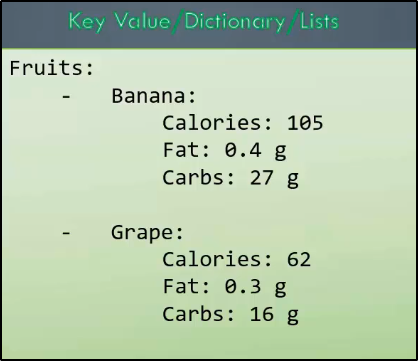 Key Value/Dictionary/Lists
Fruits:
- Banana:
Calories: 105
Fat: 0.4 g
Carbs: 27 g
- Grape:
Calories: 62
Fat: 0.3 g
Carbs: 16 g